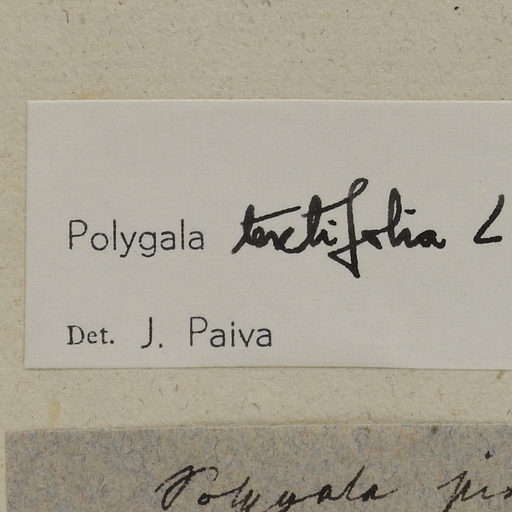 Polygala teretifolia L
Det. J. Paiva
Polygala